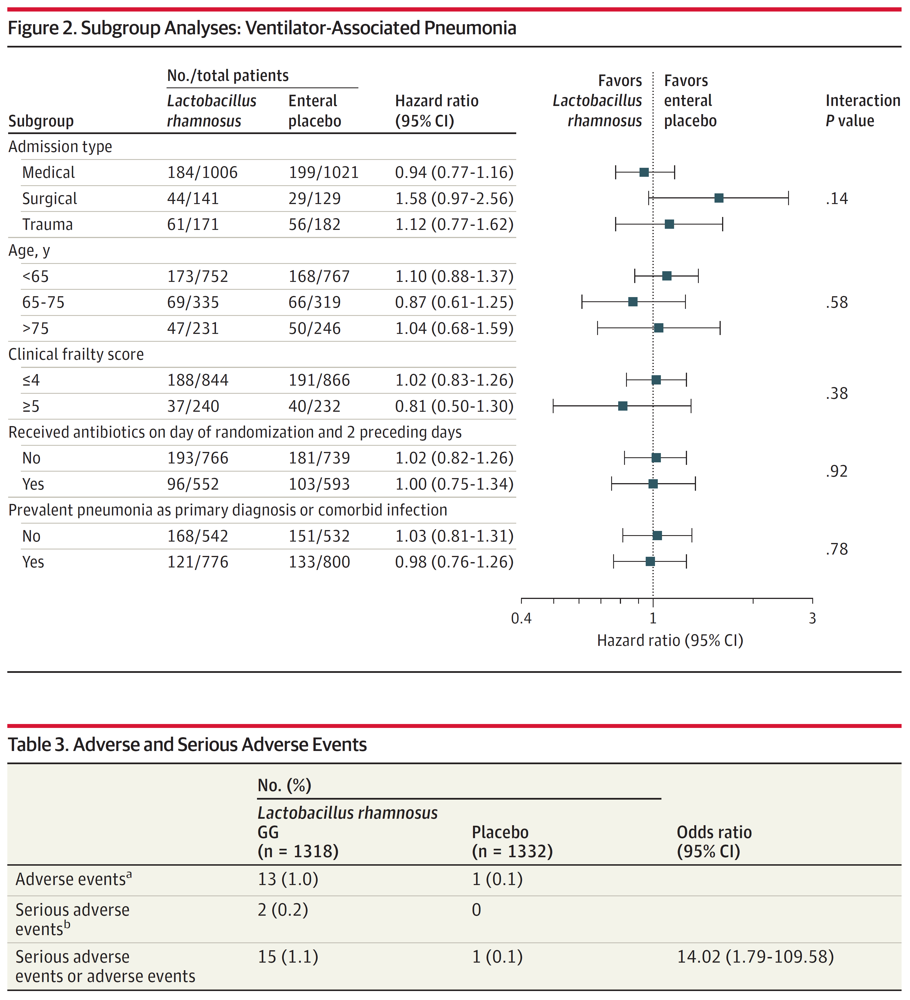 Figure 2. Subgroup Analyses: Ventilator-Associated Pneumonia
No./total patients
Subgroup Lactobacillus rhamnosus Enteral placebo Hazard ratio (95% CI) Favors Lactobacillus rhamnosus Favors enteral placebo Interaction P value
Admission type
Medical 184/1006 199/1021 0.94 (0.77-1.16)
Surgical 44/141 29/129 1.58 (0.97-2.56) .14
Trauma 61/171 56/182 1.12 (0.77-1.62)
Age, y
<65 173/752 168/767 1.10 (0.88-1.37)
65-75 69/335 66/319 0.87 (0.61-1.25) .58
>75 47/231 50/246 1.04 (0.68-1.59)
Clinical frailty score
≤4 188/844 191/866 1.02 (0.83-1.26)
.38
≥5 37/240 40/232 0.81 (0.50-1.30)
Received antibiotics on day of randomization and 2 preceding days
No 193/766 181/739 1.02 (0.82-1.26)
.92
Yes 96/552 103/593 1.00 (0.75-1.34)
Prevalent pneumonia as primary diagnosis or comorbid infection
No 168/542 151/532 1.03 (0.81-1.31)
.78
Yes 121/776 133/800 0.98 (0.76-1.26)
0.4 1 3
Hazard ratio (95% CI)
Table 3. Adverse and Serious Adverse Events
No. (%)
Lactobacillus rhamnosus
GG Placebo Odds ratio
(n = 1318) (n = 1332) (95% CI)
Adverse eventsa 13 (1.0) 1 (0.1)
Serious adverse 2 (0.2) 0
eventsb
Serious adverse 15 (1.1) 1 (0.1) 14.02 (1.79-109.58)
events or adverse events